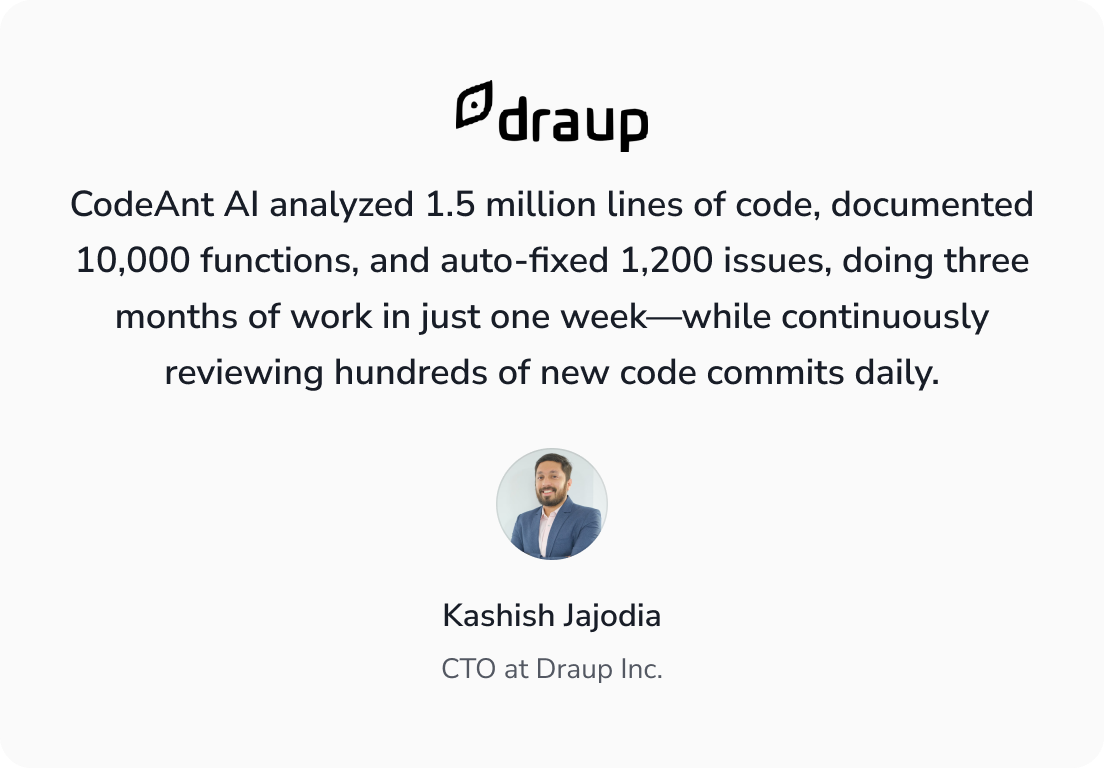 draup
CodeAnt AI analyzed 1.5 million lines of code, documented
10,000 functions, and auto-fixed 1,200 issues, doing three
months of work in just one week—while continuously
reviewing hundreds of new code commits daily.
Kashish Jajodia
CTO at Draup Inc.